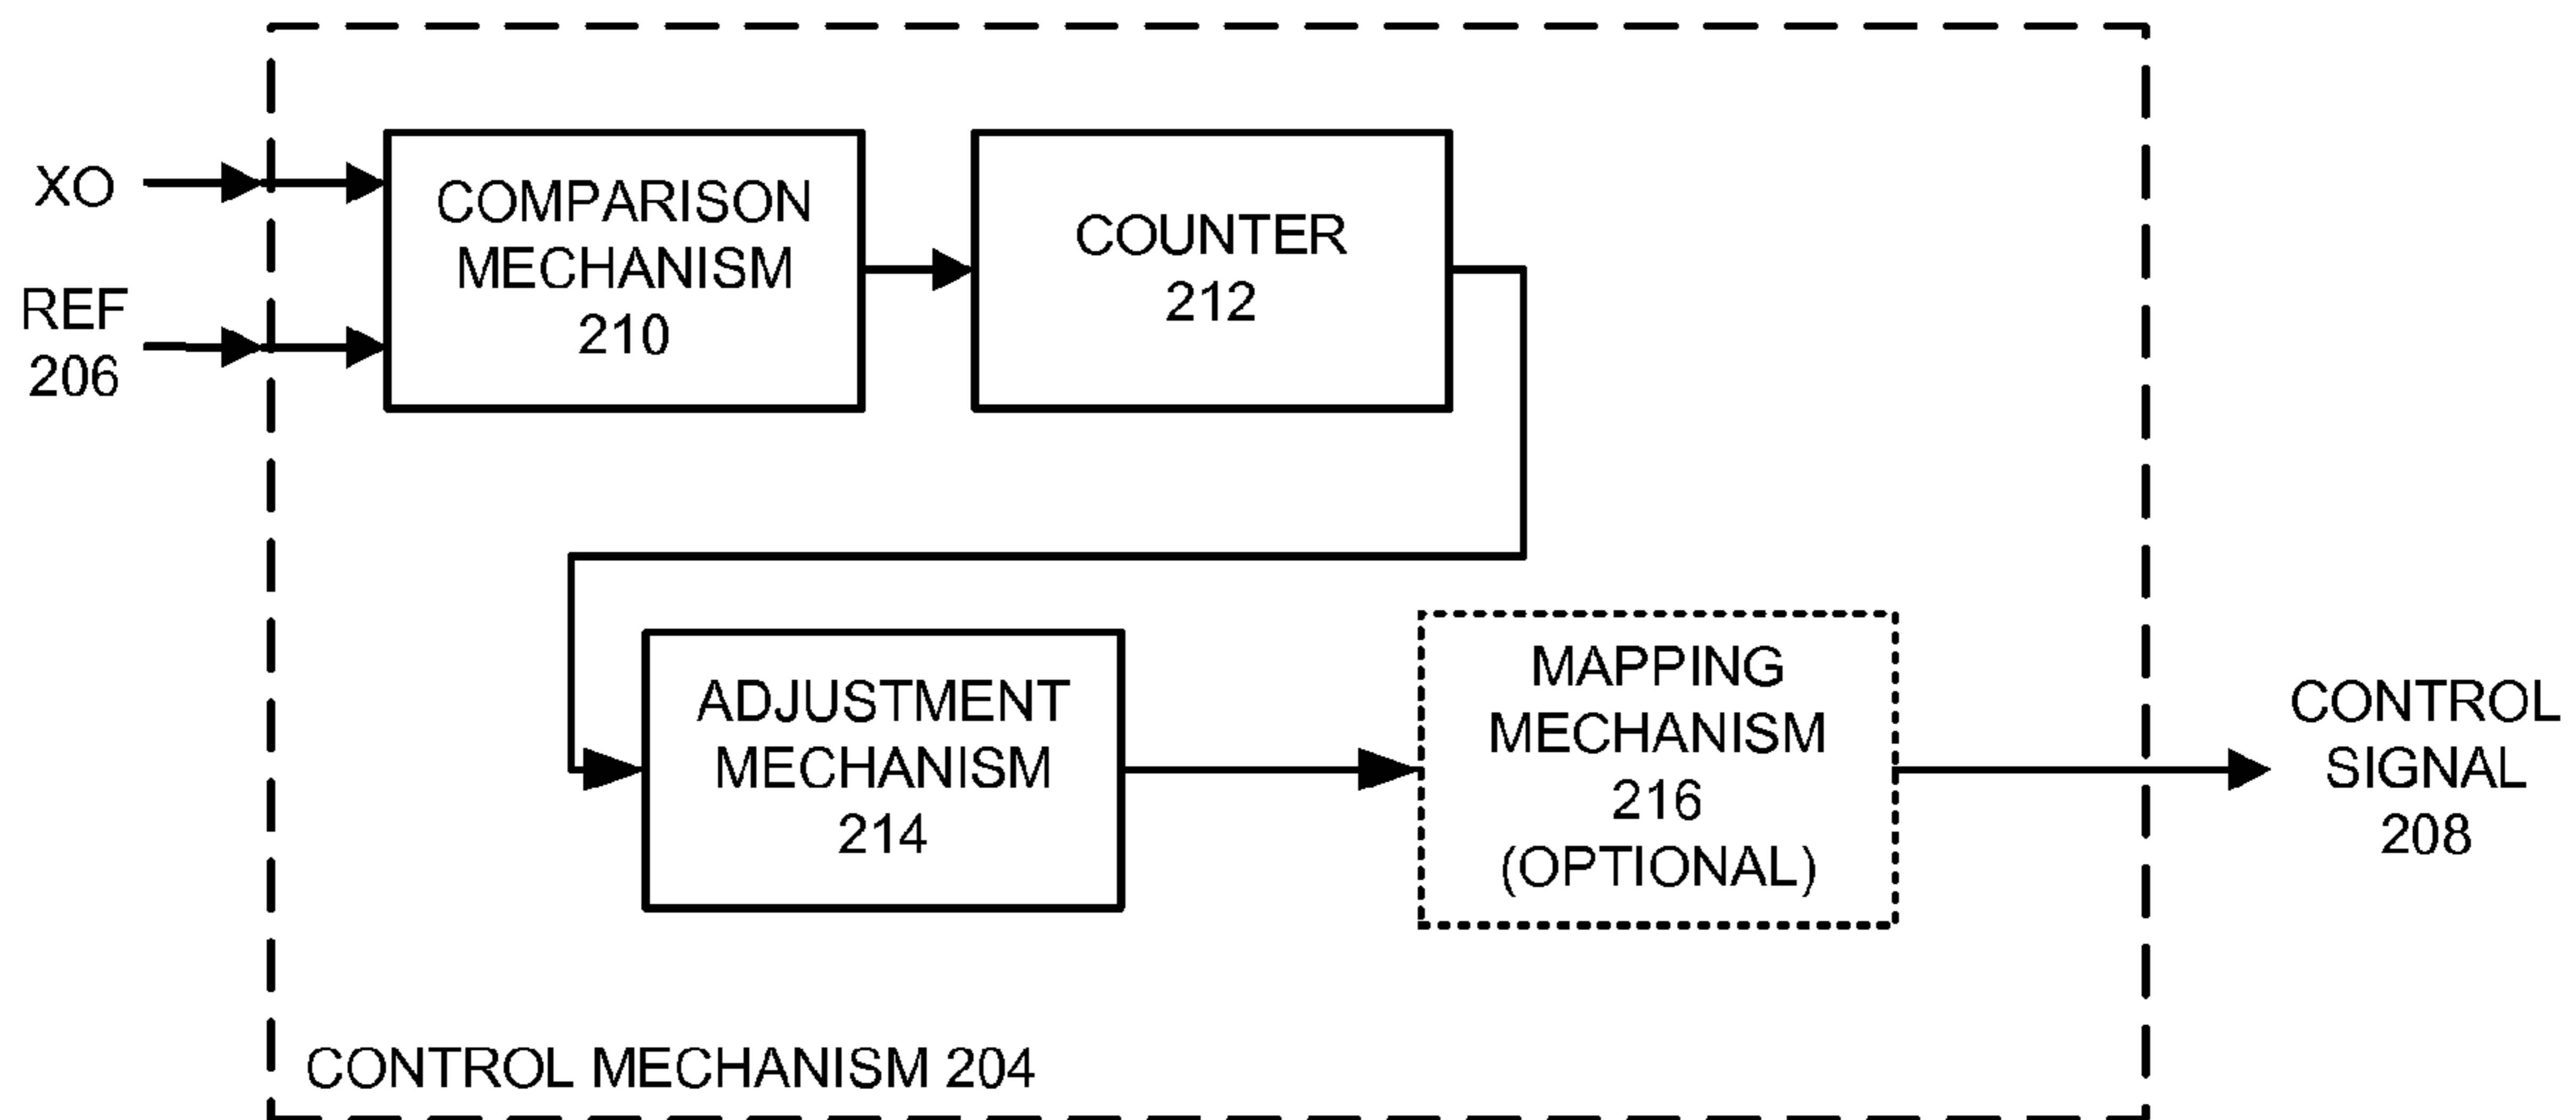 XO
REF
206
COMPARISON
MECHANISM
210
COUNTER
212
ADJUSTMENT
MECHANISM
214
MAPPING
MECHANISM
216
(OPTIONAL)
CONTROL
SIGNAL
208
CONTROL MECHANISM 204